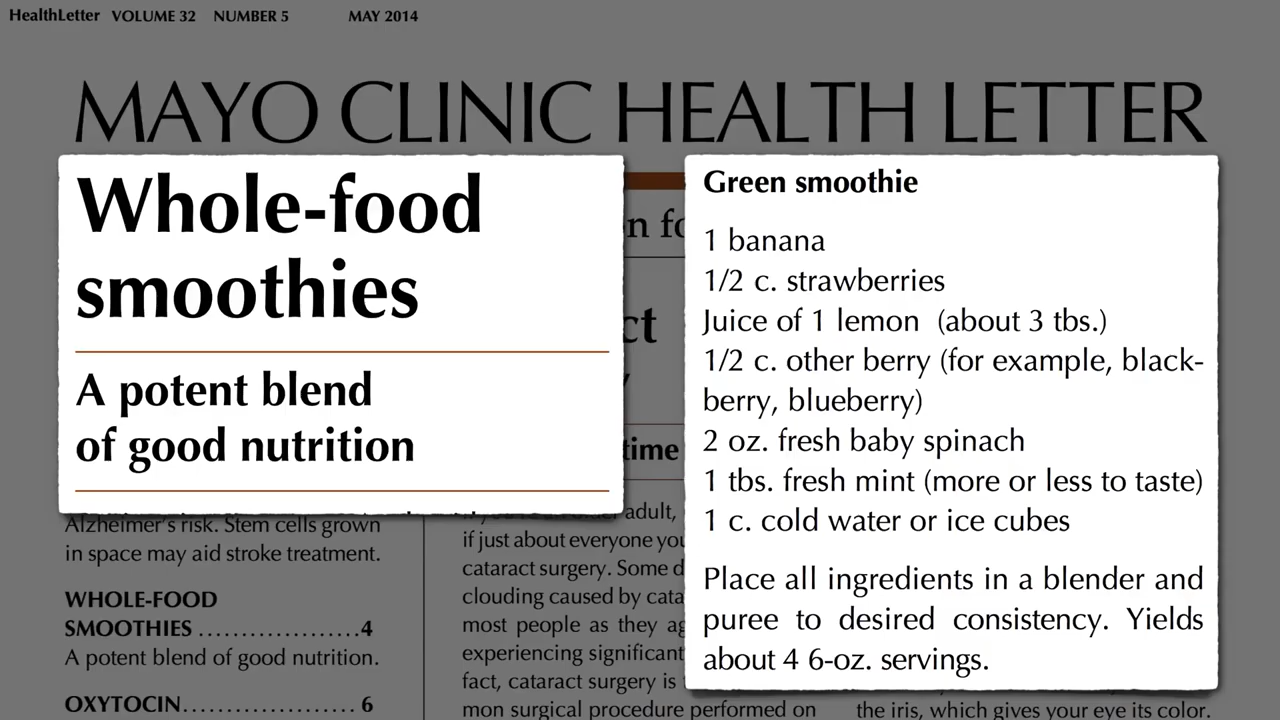 HealthLetter VOLUME 32 NUMBER 5 MAY 2014
MAYO CLINIC HEALTH LETTER
Whole-food
smoothies
A potent blend
of good nutrition
Green smoothie
1 banana
1/2 c. strawberries
Juice of 1 lemon (about 3 tbs.)
1/2 c. other berry (for example, black-
berry, blueberry)
2 oz. fresh baby spinach
1 tbs. fresh mint (more or less to taste)
1 c. cold water or ice cubes
Place all ingredients in a blender and
puree to desired consistency. Yields
about 4 6-oz. servings.
Alzheimer's risk. Stem cells grown
in space may aid stroke treatment.
WHOLE-FOOD
SMOOTHIES ....................4
A potent blend of good nutrition.
OXYTOCIN...................... 6
time
adult,
if just about everyone
cataract surgery. Some
clouding caused by
most people as they
experiencing significant
fact, cataract surgery is
mon surgical procedure performed on
the iris, which gives your eye its color.